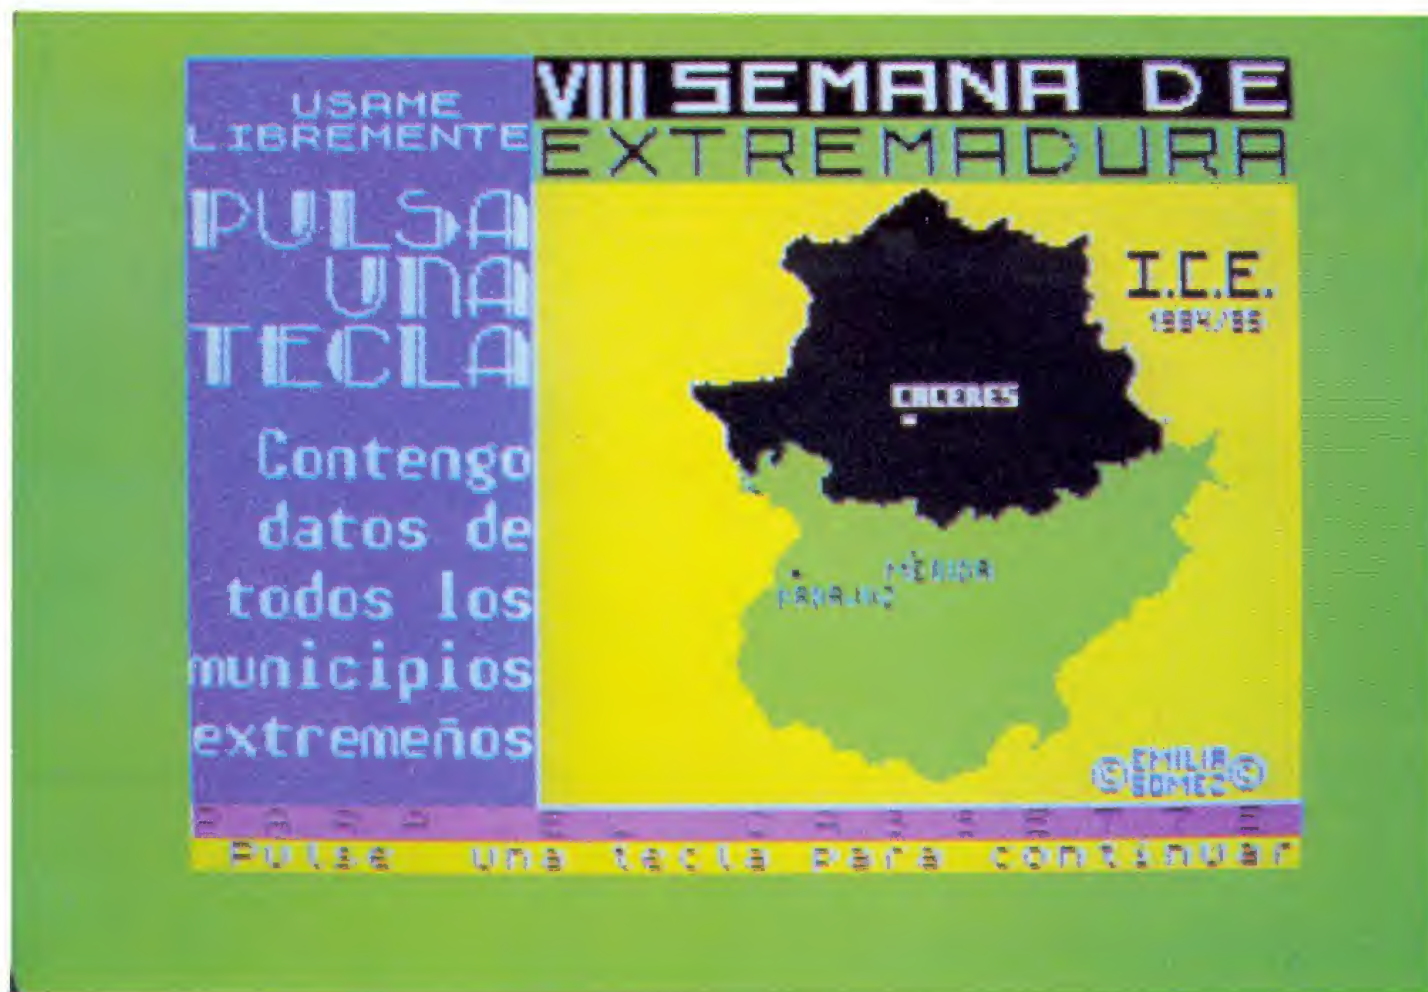 USAME
LIBREMENTE
PULSA
UNA
TECLA
Contengo
datos de
todos los
municipios
extremeños
VIII SEMANA DE
EXTREMADURA
I.C.E.
CACERES
MERIDA
BADAJOZ
© EMILIA
GOMEZ ©
Pulse una tecla para continuar